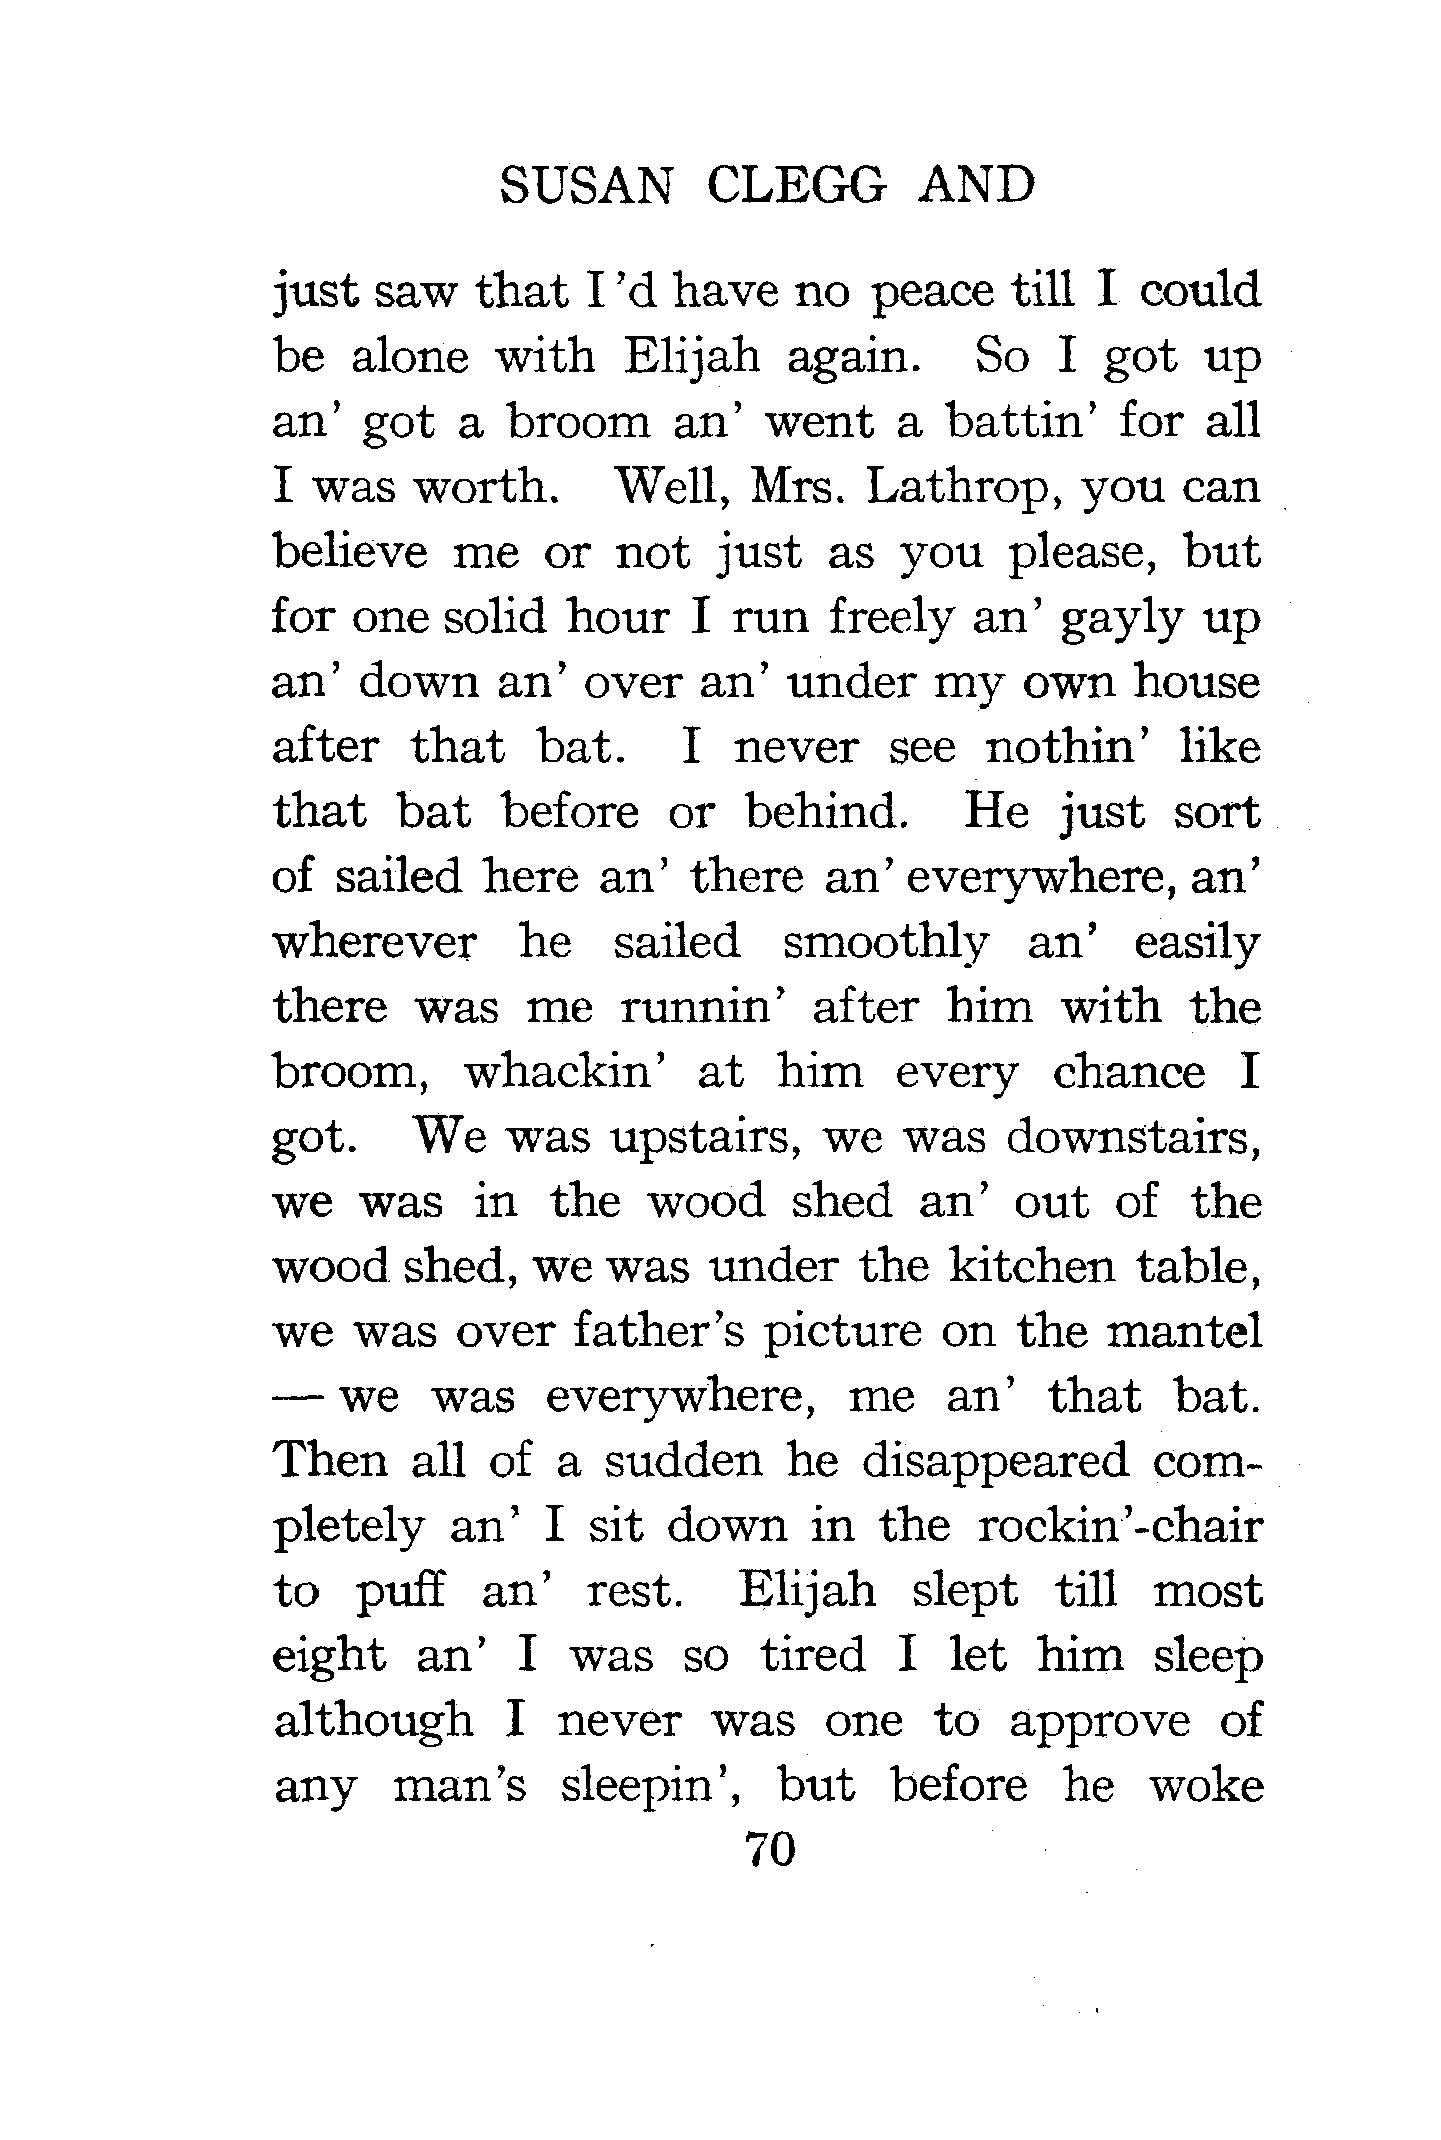 SUSAN CLEGG AND
just saw that I 'd have no peace till I could
be alone with Elijah again. So I got up
an' got a broom an' went a battin' for all
I was worth. Well, Mrs. Lathrop, you can
believe me or not just as you please, but
for one solid hour I run freely an' gayly up
an' down an' over an' under my own house
after that bat. I never see nothin' like
that bat before or behind. He just sort
of sailed here an' there an' everywhere, an'
wherever he sailed smoothly an' easily
there was me runnin' after him with the
broom, whackin' at him every chance I
got. We was upstairs, we was downstairs,
we was in the wood shed an' out of the
wood shed, we was under the kitchen table,
we was over father's picture on the mantel
— we was everywhere, me an' that bat.
Then all of a sudden he disappeared com-
pletely an' I sit down in the rockin'-chair
to puff an' rest. Elijah slept till most
eight an' I was so tired I let him sleep
although I never was one to approve of
any man's sleepin', but before he woke
70